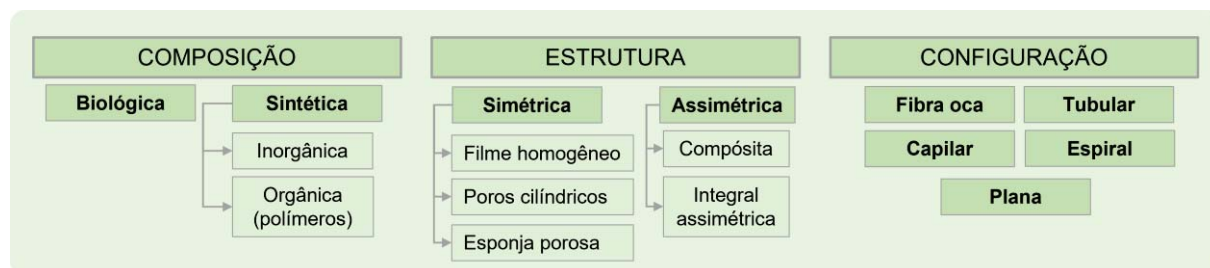 COMPOSIÇÃO
Biológica
Sintética
Inorgânica
Orgânica
(polímeros)
ESTRUTURA
Simétrica
Filme homogêneo
Poros cilíndricos
Esponja porosa
Assimétrica
Compósita
Integral
assimétrica
CONFIGURAÇÃO
Fibra oca
Tubular
Capilar
Espiral
Plana